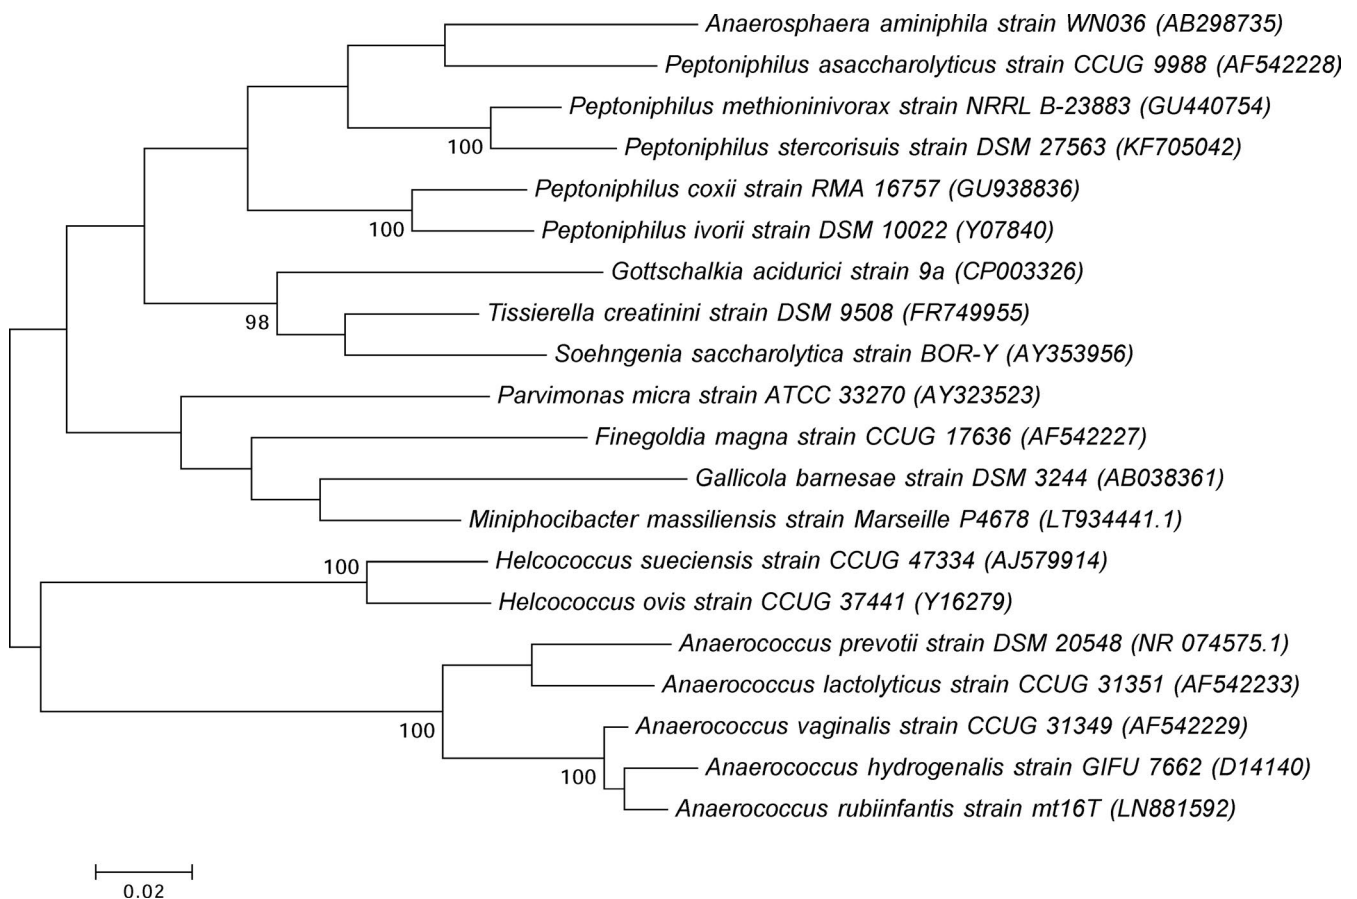 Anaerosphaera aminiphila strain WN036 (AB298735)
Peptoniphilus asaccharolyticus strain CCUG 9988 (AF542228)
Peptoniphilus methioninivorax strain NRRL B-23883 (GU440754)
100
Peptoniphilus stercorisuis strain DSM 27563 (KF705042)
Peptoniphilus coxii strain RMA 16757 (GU938836)
100
Peptoniphilus ivorii strain DSM 10022 (Y07840)
Gottschalkia acidurici strain 9a (CP003326)
Tissierella creatinini strain DSM 9508 (FR749955)
98
Soehngenia saccharolytica strain BOR-Y (AY353956)
Parvimonas micra strain ATCC 33270 (AY323523)
Finegoldia magna strain CCUG 17636 (AF542227)
Gallicola barnesae strain DSM 3244 (AB038361)
Miniphocibacter massiliensis strain Marseille P4678 (LT934441.1)
Helcococcus sueciensis strain CCUG 47334 (AJ579914)
100
Helcococcus ovis strain CCUG 37441 (Y16279)
Anaerococcus prevotii strain DSM 20548 (NR 074575.1)
Anaerococcus lactolyticus strain CCUG 31351 (AF542233)
Anaerococcus vaginalis strain CCUG 31349 (AF542229)
100
Anaerococcus hydrogenalis strain GIFU 7662 (D14140)
100
Anaerococcus rubiinfantis strain mt16T (LN881592)
0.02